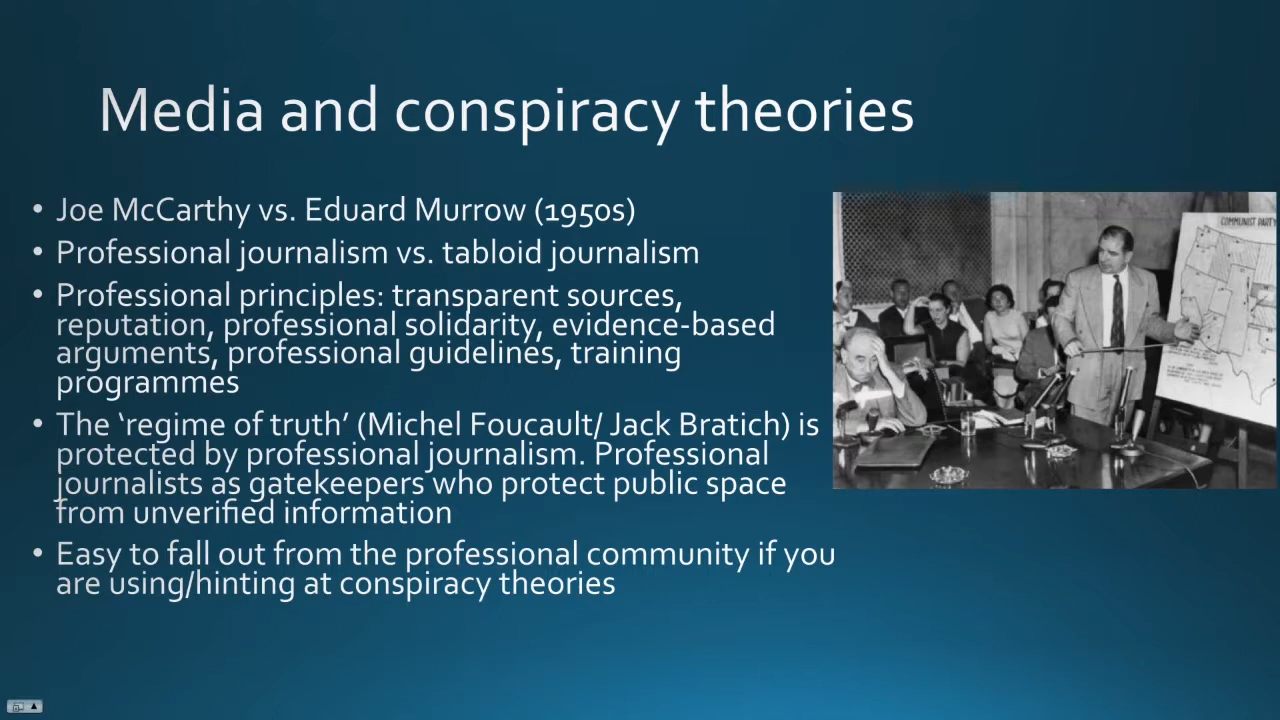 Media and conspiracy theories
• Joe McCarthy vs. Eduard Murrow (1950s)
• Professional journalism vs. tabloid journalism
• Professional principles: transparent sources,
reputation, professional solidarity, evidence-based
arguments, professional guidelines, training
programmes
• The ‘regime of truth’ (Michel Foucault/ Jack Bratich) is
protected by professional journalism. Professional
journalists as gatekeepers who protect public space
from unverified information
• Easy to fall out from the professional community if you
are using/hinting at conspiracy theories
COMMUNIST PARTY